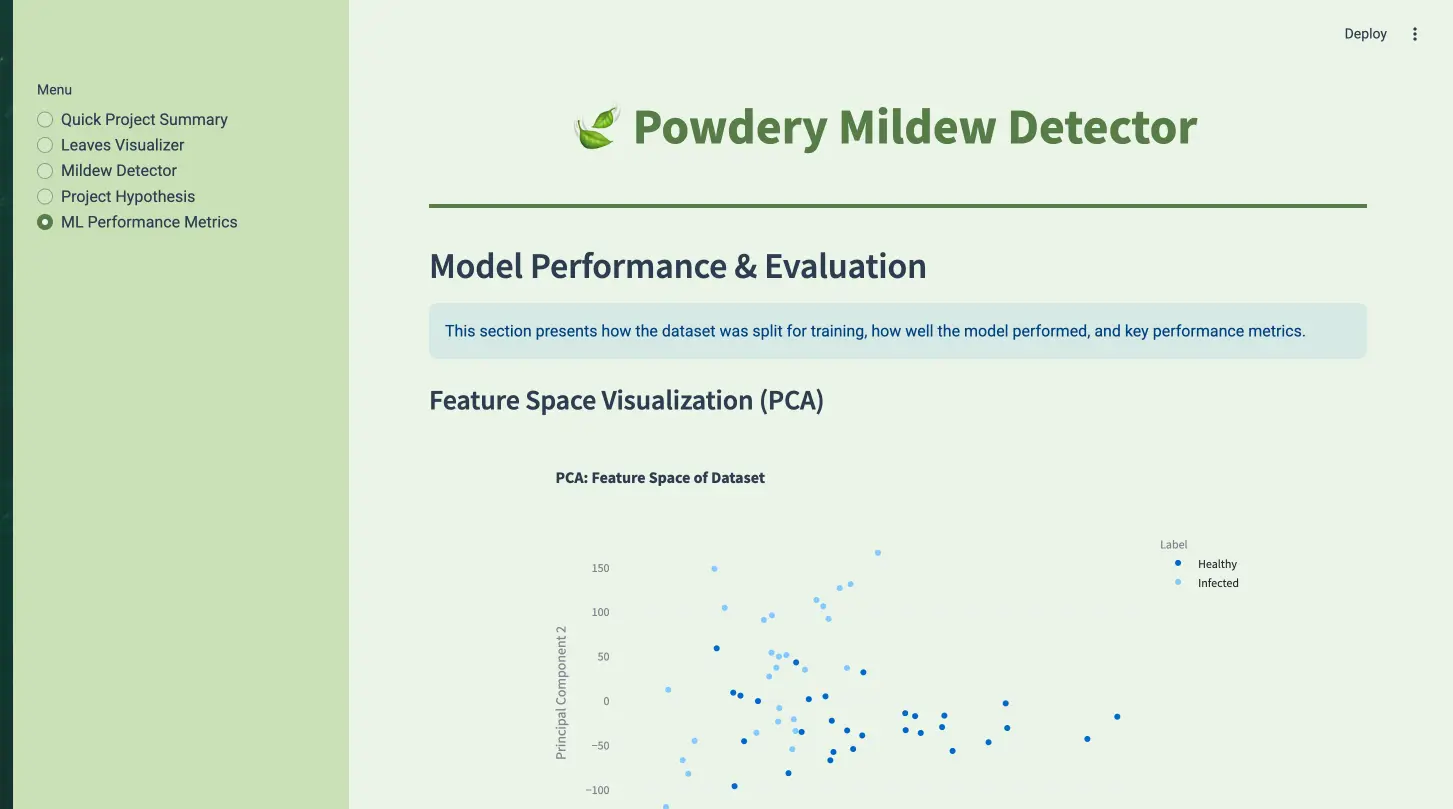 Deploy
Menu
Quick Project Summary
Leaves Visualizer
Mildew Detector
Project Hypothesis
ML Performance Metrics
Powdery Mildew Detector
Model Performance & Evaluation
This section presents how the dataset was split for training, how well the model performed, and key performance metrics.
Feature Space Visualization (PCA)
PCA: Feature Space of Dataset
Label
Healthy
Infected
Principal Component 2
150
100
50
0
−50
−100